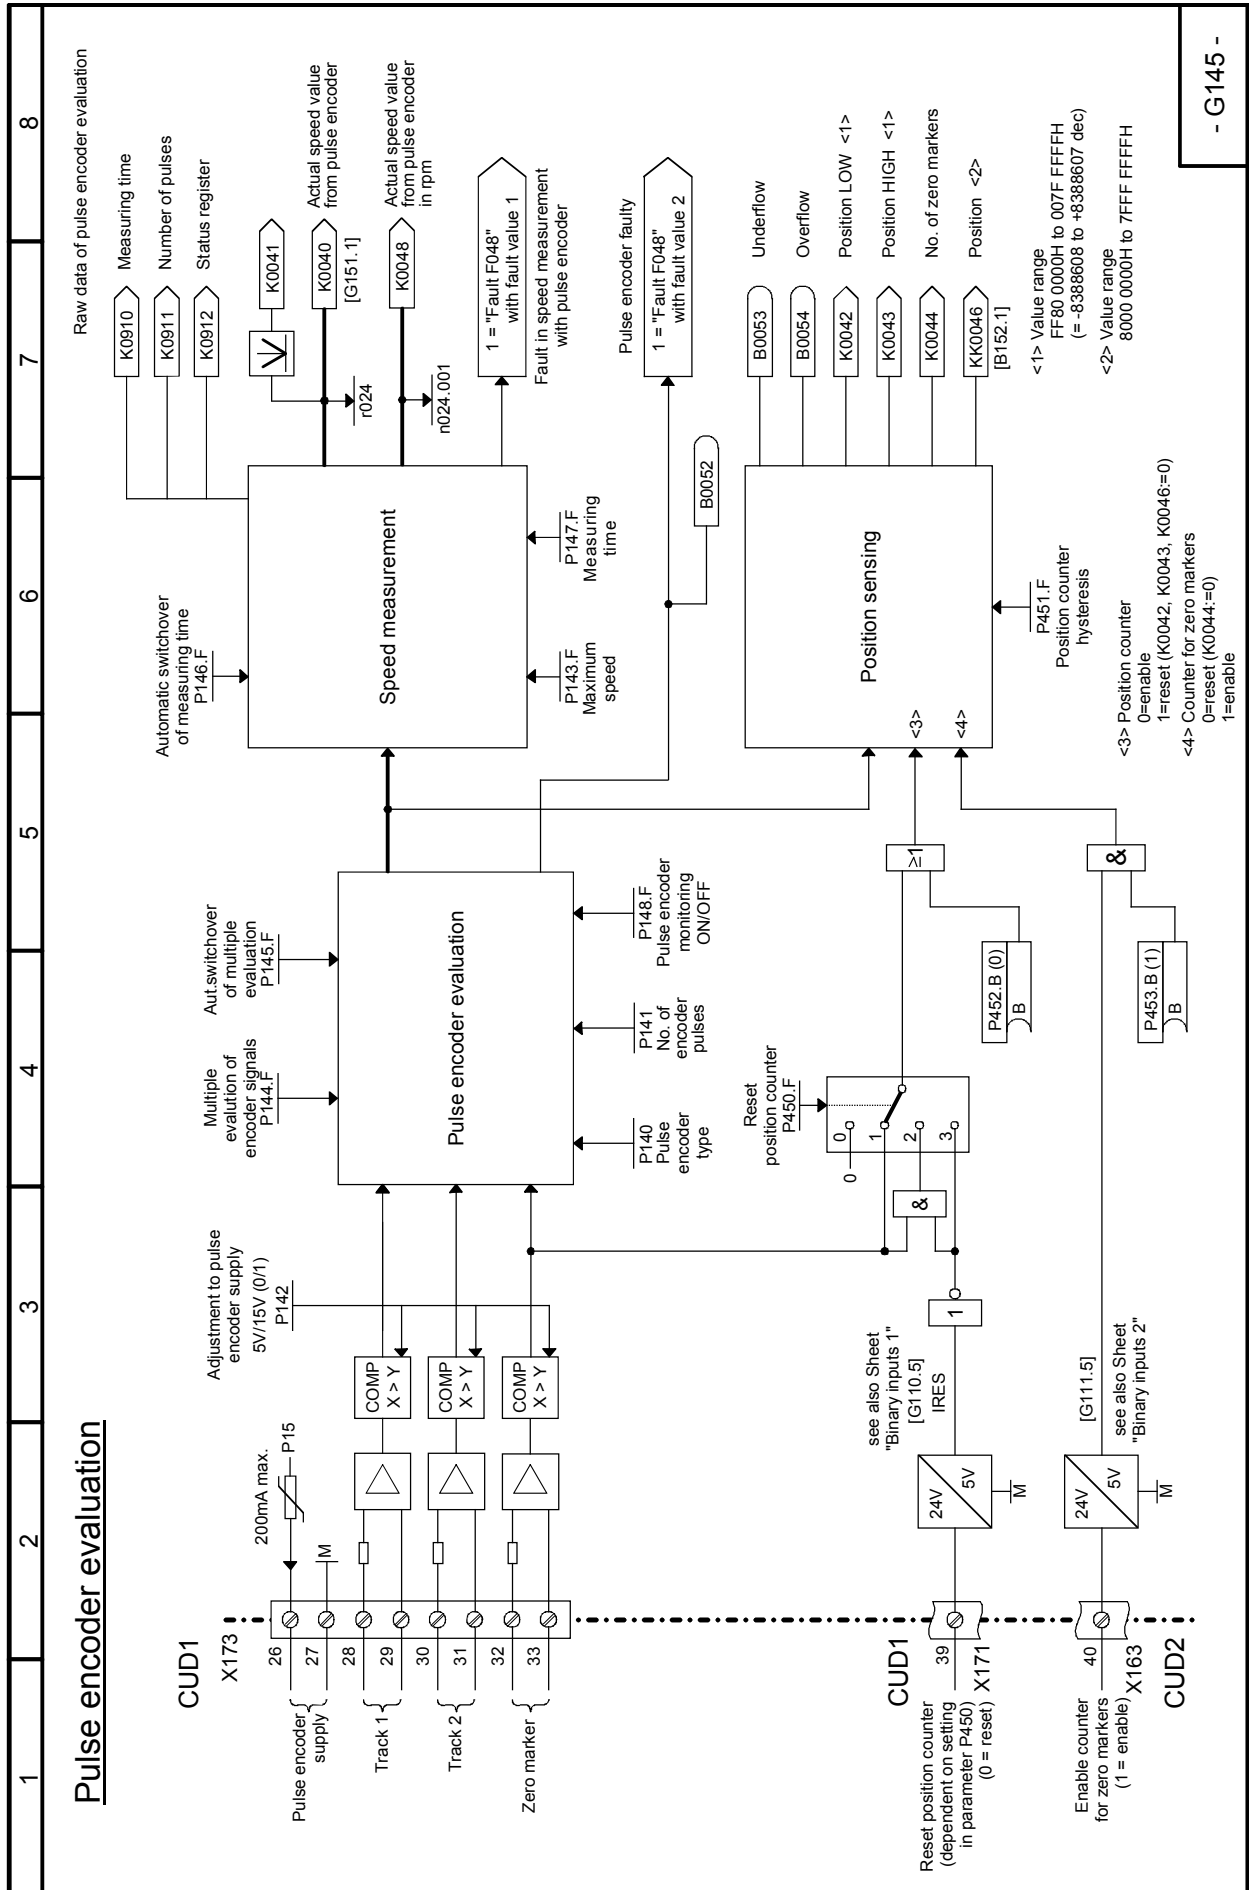 1
2
3
4
5
6
7
8
Pulse encoder evaluation
CUD1
X173
26
27
28
29
30
31
32
33
Pulse encoder
supply
Track 1
Track 2
Zero marker
200mA max.
P15
M
Adjustment to pulse
encoder supply
5V/15V (0/1)
P142
COMP
X > Y
COMP
X > Y
COMP
X > Y
Multiple
evalution of
encoder signals
P144.F
Aut.switchover
of multiple
evaluation
P145.F
Pulse encoder evaluation
P140
Pulse
encoder
type
P141
No. of
encoder
pulses
P148.F
Pulse encoder
monitoring
ON/OFF
Automatic switchover
of measuring time
P146.F
Speed measurement
P143.F
Maximum
speed
P147.F
Measuring
time
Raw data of pulse encoder evaluation
K0910
Measuring time
K0911
Number of pulses
K0912
Status register
K0041
K0040
[G151.1]
Actual speed value
from pulse encoder
r024
K0048
Actual speed value
from pulse encoder
in rpm
n024.001
1 = "Fault F048"
with fault value 1
Fault in speed measurement
with pulse encoder
Pulse encoder faulty
1 = "Fault F048"
with fault value 2
B0052
Reset
position counter
P450.F
0
0
1
2
3
&
1
≥1
P452.B (0)
B
&
P453.B (1)
B
Position sensing
<3>
<4>
P451.F
Position counter
hysteresis
B0053
Underflow
B0054
Overflow
K0042
Position LOW <1>
K0043
Position HIGH <1>
K0044
No. of zero markers
KK0046
[B152.1]
Position <2>
<1> Value range
FF80 0000H to 007F FFFFH
(= -8388608 to +8388607 dec)
<2> Value range
8000 0000H to 7FFF FFFFH
<3> Position counter
0=enable
1=reset (K0042, K0043, K0046:=0)
<4> Counter for zero markers
0=reset (K0044:=0)
1=enable
CUD1
39
X171
Reset position counter
(dependent on setting
in parameter P450)
(0 = reset)
24V
5V
M
see also Sheet
"Binary inputs 1"
[G110.5]
IRES
40
X163
CUD2
Enable counter
for zero markers
(1 = enable)
24V
5V
M
[G111.5]
see also Sheet
"Binary inputs 2"
- G145 -